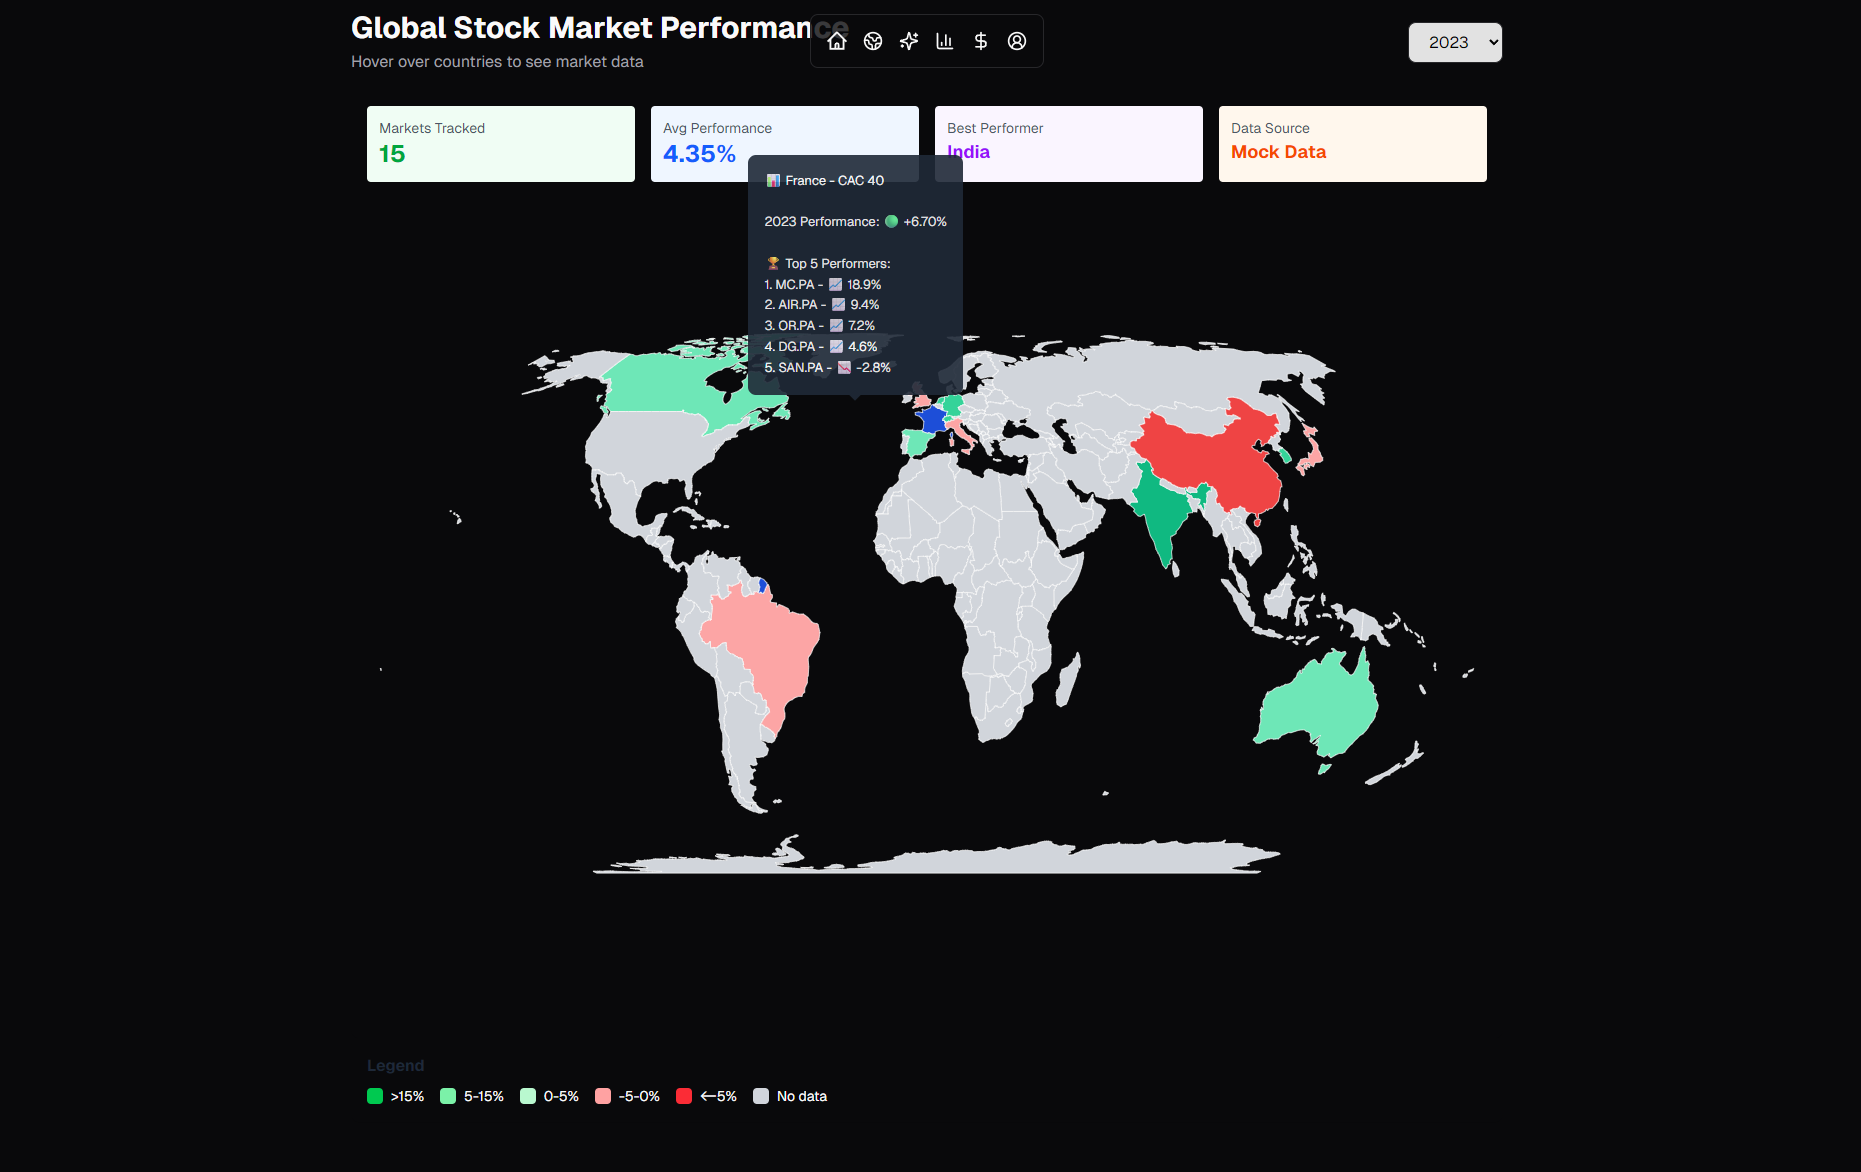 Global Stock Market Performance
Hover over countries to see market data
2023
Markets Tracked
15
Avg Performance
4.35%
Best Performer
India
Data Source
Mock Data
France - CAC 40
2023 Performance: +6.70%
Top 5 Performers:
1. MC.PA - 18.9%
2. AIR.PA - 9.4%
3. OR.PA - 7.2%
4. DG.PA - 4.6%
5. SAN.PA - -2.8%
Legend
>15%
5-15%
0-5%
-5-0%
<-5%
No data